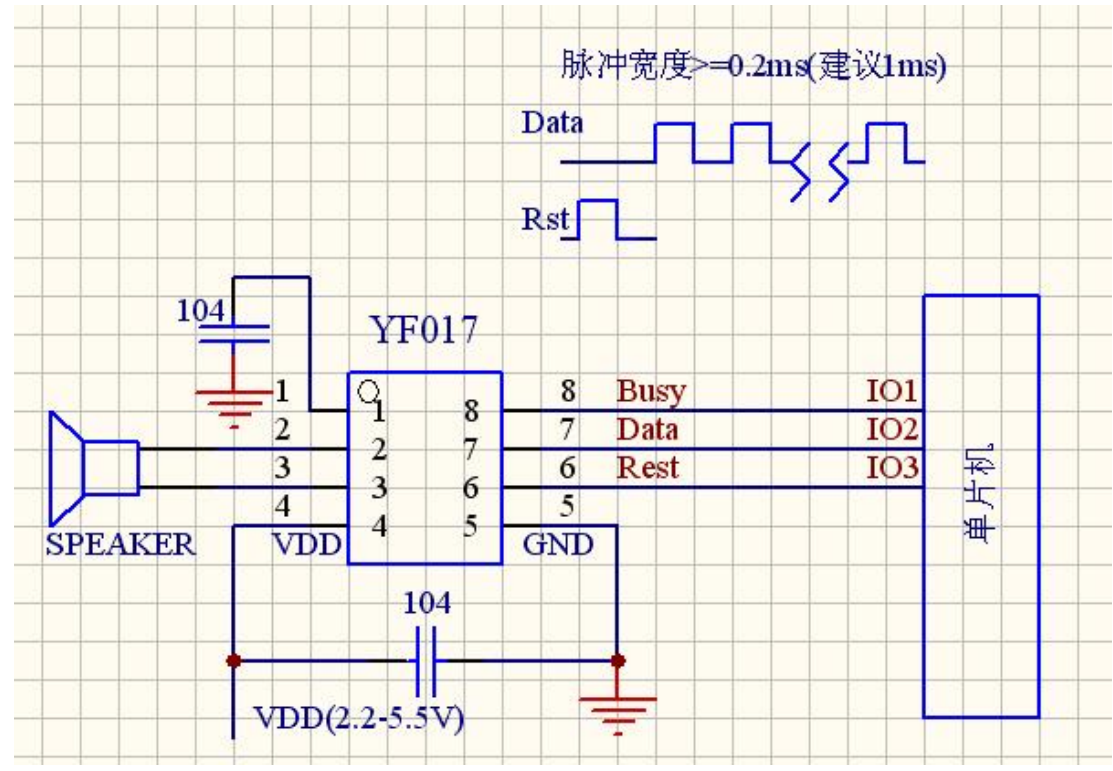 脉冲宽度>=0.2ms(建议1ms)
Data
Rst
104
YF017
1 1 8 8 Busy IO1
2 2 7 7 Data IO2
3 3 6 6 Rest IO3
4 4 5 5
SPEAKER VDD GND
单片机
104
VDD(2.2-5.5V)